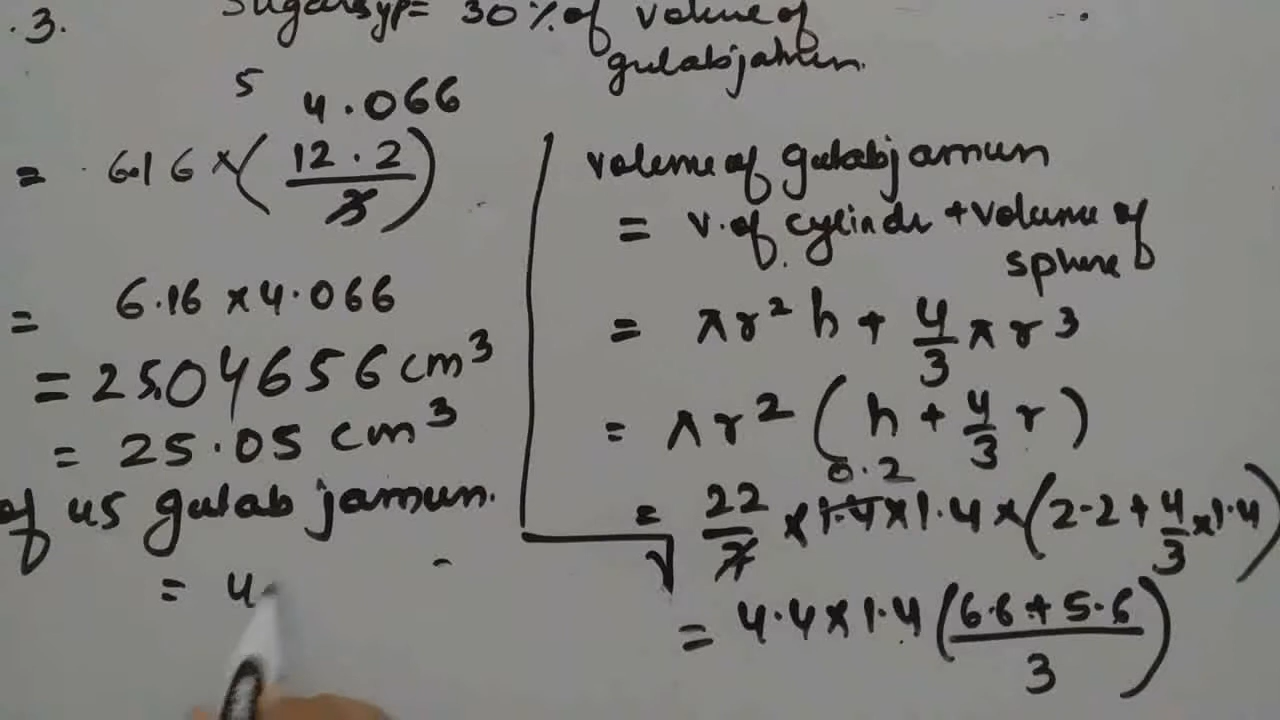 .3. Sugar syp = 30% of volume of
gulabjamun.
5 4.066
= 6.16 × (12.2/3)
= 6.16 × 4.066
= 25.04656 cm³
= 25.05 cm³
of 45 gulab jamun.
= 4
volume of gulabjamun
= v. of cylinde + volume of
sphere
= πr²h + 4/3 πr³
= πr² (h + 4/3 r)
0.2
= 22/7 × 1.4 × 1.4 × (2.2 + 4/3 × 1.4)
= 4.4 × 1.4 (6.6 + 5.6 / 3)